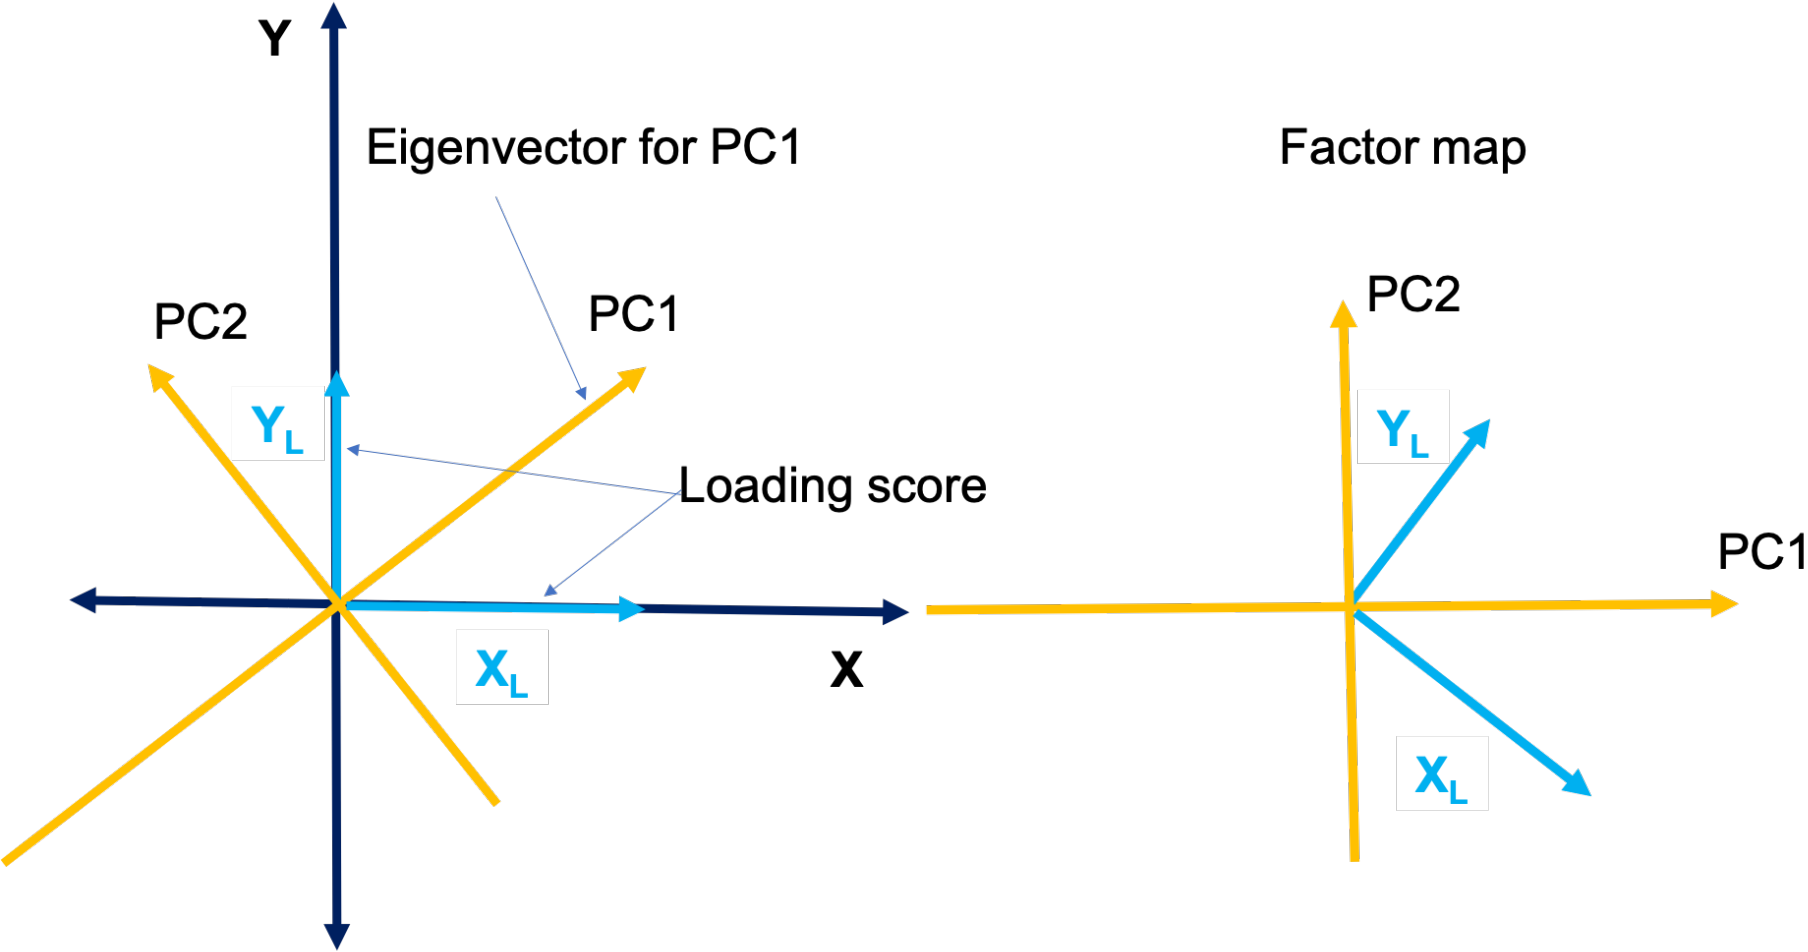 Y
Eigenvector for PC1
PC2
PC1
YL
Loading score
XL
X
Factor map
PC2
YL
PC1
XL